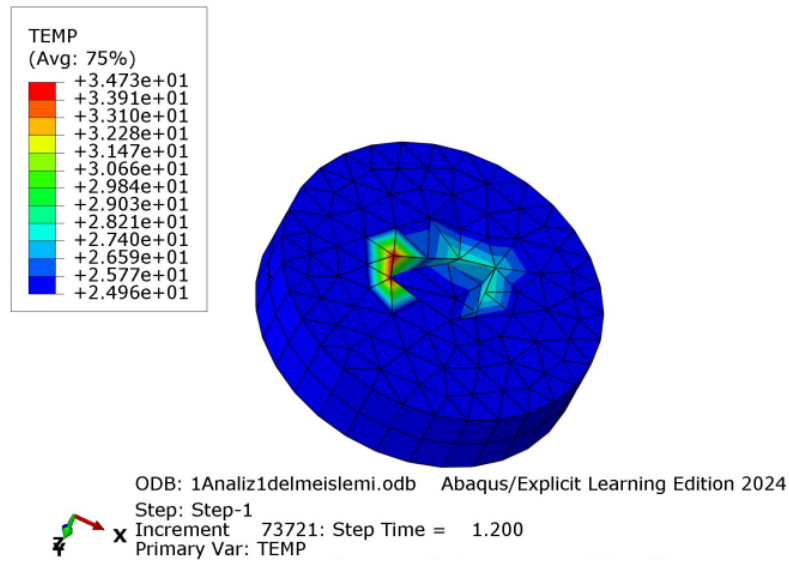 TEMP
(Avg: 75%)
+3.473e+01
+3.391e+01
+3.310e+01
+3.228e+01
+3.147e+01
+3.066e+01
+2.984e+01
+2.903e+01
+2.821e+01
+2.740e+01
+2.659e+01
+2.577e+01
+2.496e+01
ODB: 1Analiz1delmeislemi.odb Abaqus/Explicit Learning Edition 2024
Step: Step-1
Increment 73721: Step Time = 1.200
Primary Var: TEMP
X